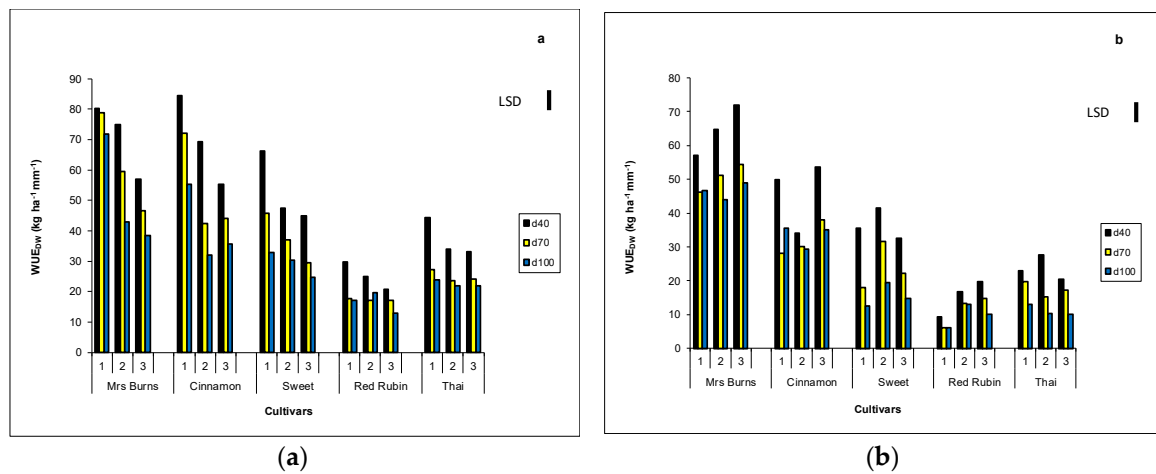 a
90
80
70
60
50
40
30
20
10
0
WUE_DW (kg ha⁻¹ mm⁻¹)
LSD
d40
d70
d100
1 2 3 1 2 3 1 2 3 1 2 3 1 2 3
Mrs Burns Cinnamon Sweet Red Rubin Thai
Cultivars
(a)
b
80
70
60
50
40
30
20
10
0
WUE_DW (kg ha⁻¹ mm⁻¹)
LSD
d40
d70
d100
1 2 3 1 2 3 1 2 3 1 2 3 1 2 3
Mrs Burns Cinnamon Sweet Red Rubin Thai
Cultivars
(b)